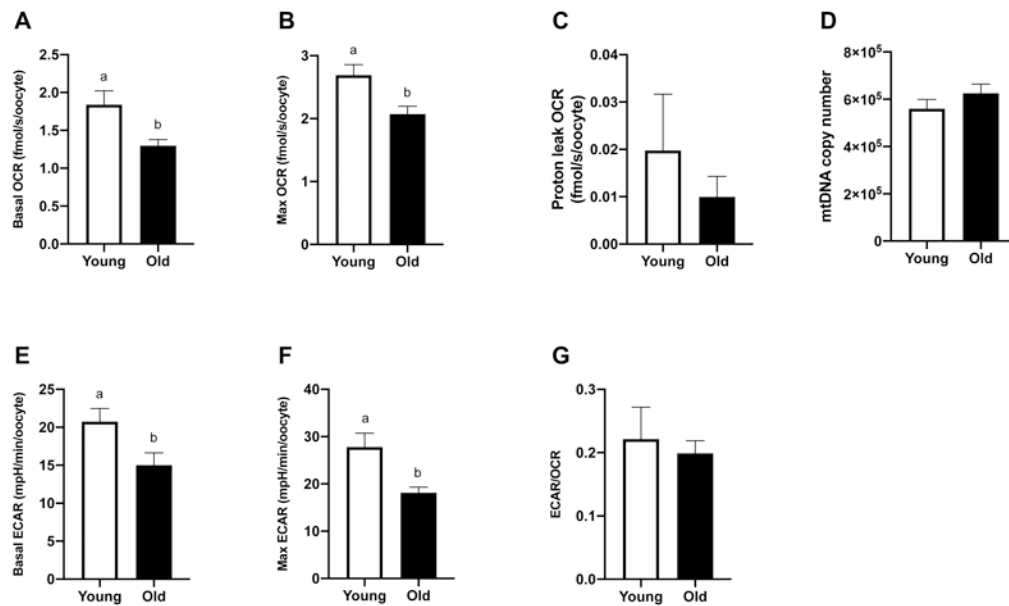 A
Basal OCR (fmol/s/oocyte)
2.5
2.0
1.5
1.0
0.5
0.0
a
b
Young Old
B
Max OCR (fmol/s/oocyte)
3
2
1
0
a
b
Young Old
C
Proton leak OCR
(fmol/s/oocyte)
0.04
0.03
0.02
0.01
0.00
Young Old
D
mtDNA copy number
8×10⁵
6×10⁵
4×10⁵
2×10⁵
0
Young Old
E
Basal ECAR (mpH/min/oocyte)
25
20
15
10
5
0
a
b
Young Old
F
Max ECAR (mpH/min/oocyte)
40
30
20
10
0
a
b
Young Old
G
ECAR/OCR
0.3
0.2
0.1
0.0
Young Old